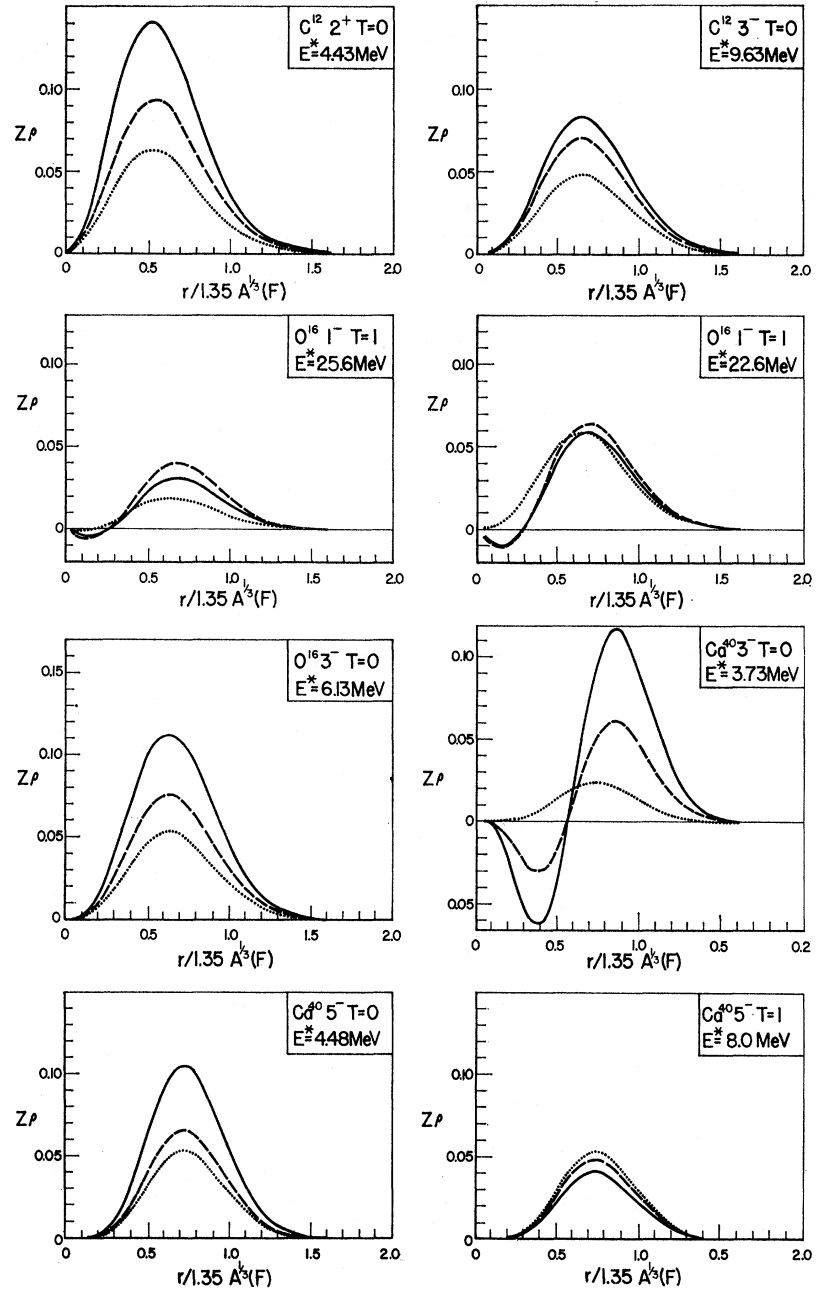 C¹² 2⁺ T=0
E*=4.43MeV
0.10
Zρ
0.05
0
0 0.5 1.0 1.5 2.0
r/1.35 A^⅓(F)
C¹² 3⁻ T=0
E*=9.63MeV
0.10
Zρ
0.05
0
0 0.5 1.0 1.5 2.0
r/1.35 A^⅓(F)
O¹⁶ 1⁻ T=1
E*=25.6MeV
0.10
Zρ
0.05
0
0 0.5 1.0 1.5 2.0
r/1.35 A^⅓(F)
O¹⁶ 1⁻ T=1
E*=22.6MeV
0.10
Zρ
0.05
0
0 0.5 1.0 1.5 2.0
r/1.35 A^⅓(F)
O¹⁶ 3⁻ T=0
E*=6.13MeV
0.15
0.10
Zρ
0.05
0
0 0.5 1.0 1.5 2.0
r/1.35 A^⅓(F)
Ca⁴⁰ 3⁻ T=0
E*=3.73MeV
0.10
0.05
Zρ
0
0.05
0 0.5 1.0 0.5 0.2
r/1.35 A^⅓(F)
Ca⁴⁰ 5⁻ T=0
E*=4.48MeV
0.10
Zρ
0.05
0
0 0.5 1.0 1.5 2.0
r/1.35 A^⅓(F)
Ca⁴⁰ 5⁻ T=1
E*=8.0 MeV
0.10
Zρ
0.05
0
0 0.5 1.0 0.5 2.0
r/1.35 A^⅓(F)